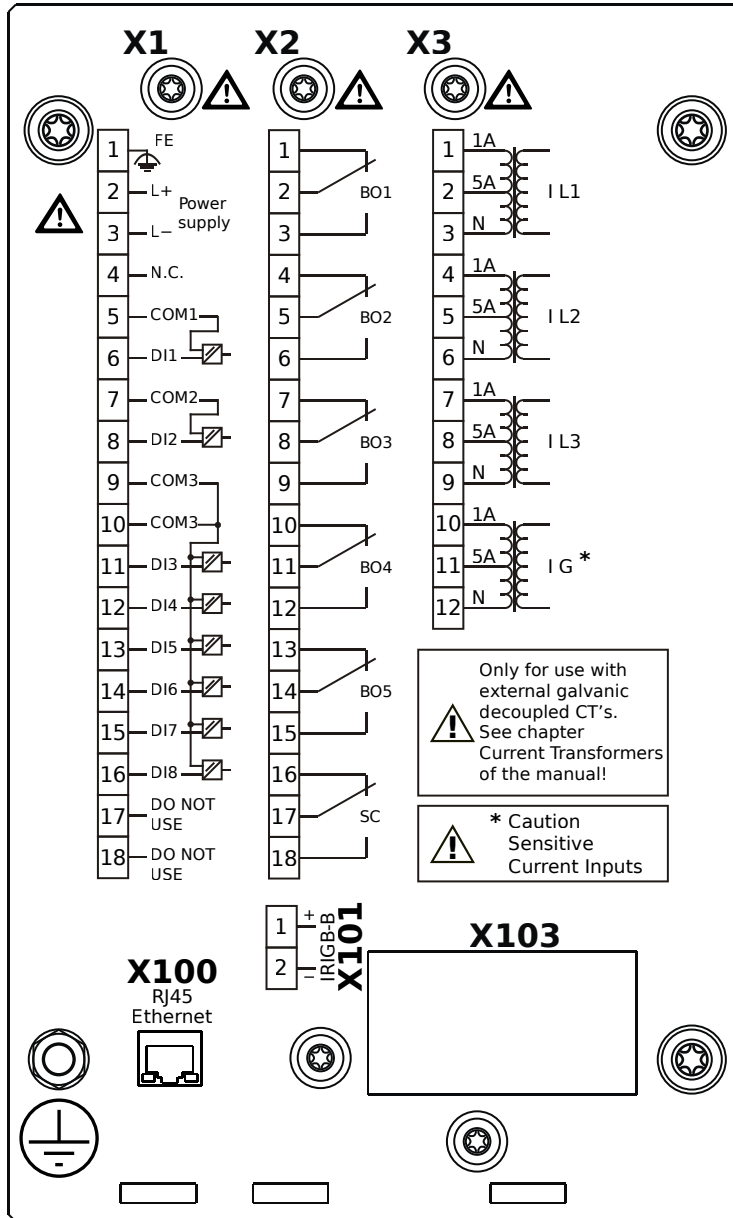 X1
X2
X3
1 FE
2 L+
Power
supply
3 L−
4 N.C.
5 COM1
6 DI1
7 COM2
8 DI2
9 COM3
10 COM3
11 DI3
12 DI4
13 DI5
14 DI6
15 DI7
16 DI8
17 DO NOT
USE
18 DO NOT
USE
1
2 BO1
3
4
5 BO2
6
7
8 BO3
9
10
11 BO4
12
13
14 BO5
15
16
17 SC
18
1 1A
2 5A I L1
3 N
4 1A
5 5A I L2
6 N
7 1A
8 5A I L3
9 N
10 1A
11 5A I G *
12 N
Only for use with
external galvanic
decoupled CT's.
See chapter
Current Transformers
of the manual!
* Caution
Sensitive
Current Inputs
1 +
2 −
IRIGB-B
X101
X103
X100
RJ45
Ethernet